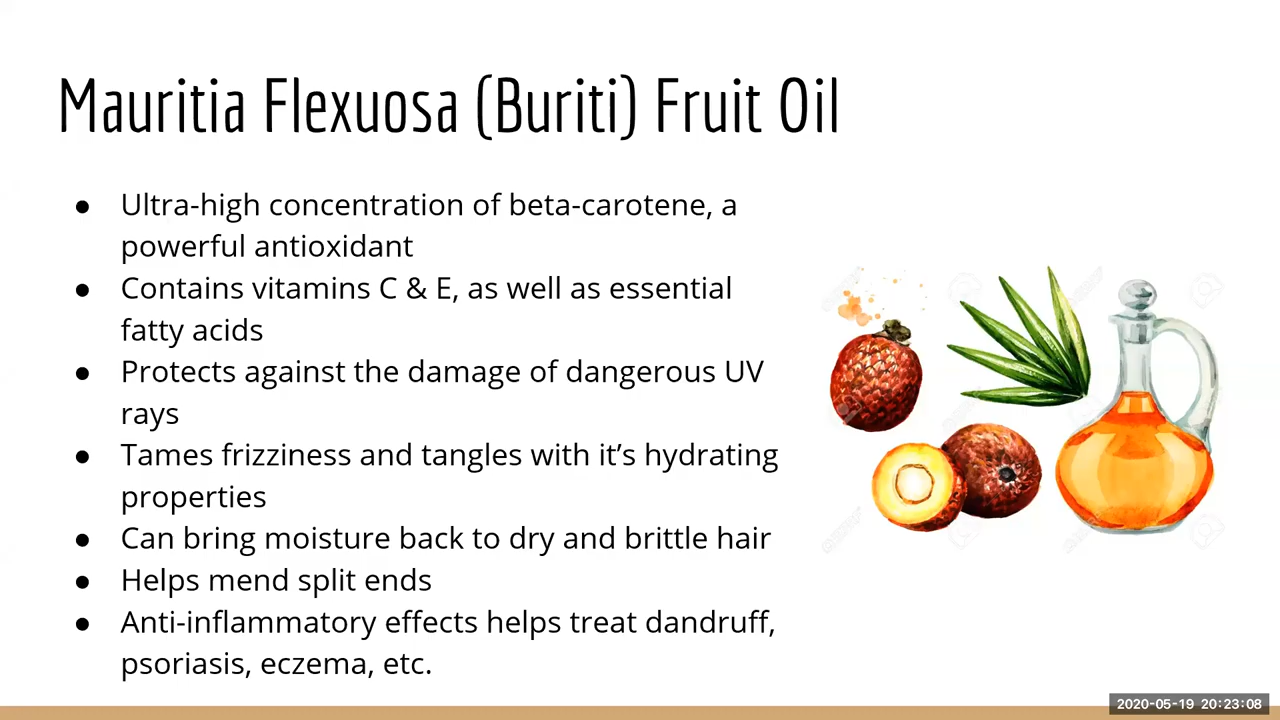 Mauritia Flexuosa (Buriti) Fruit Oil
● Ultra-high concentration of beta-carotene, a
powerful antioxidant
● Contains vitamins C & E, as well as essential
fatty acids
● Protects against the damage of dangerous UV
rays
● Tames frizziness and tangles with it’s hydrating
properties
● Can bring moisture back to dry and brittle hair
● Helps mend split ends
● Anti-inflammatory effects helps treat dandruff,
psoriasis, eczema, etc.
2020-05-19 20:23:08